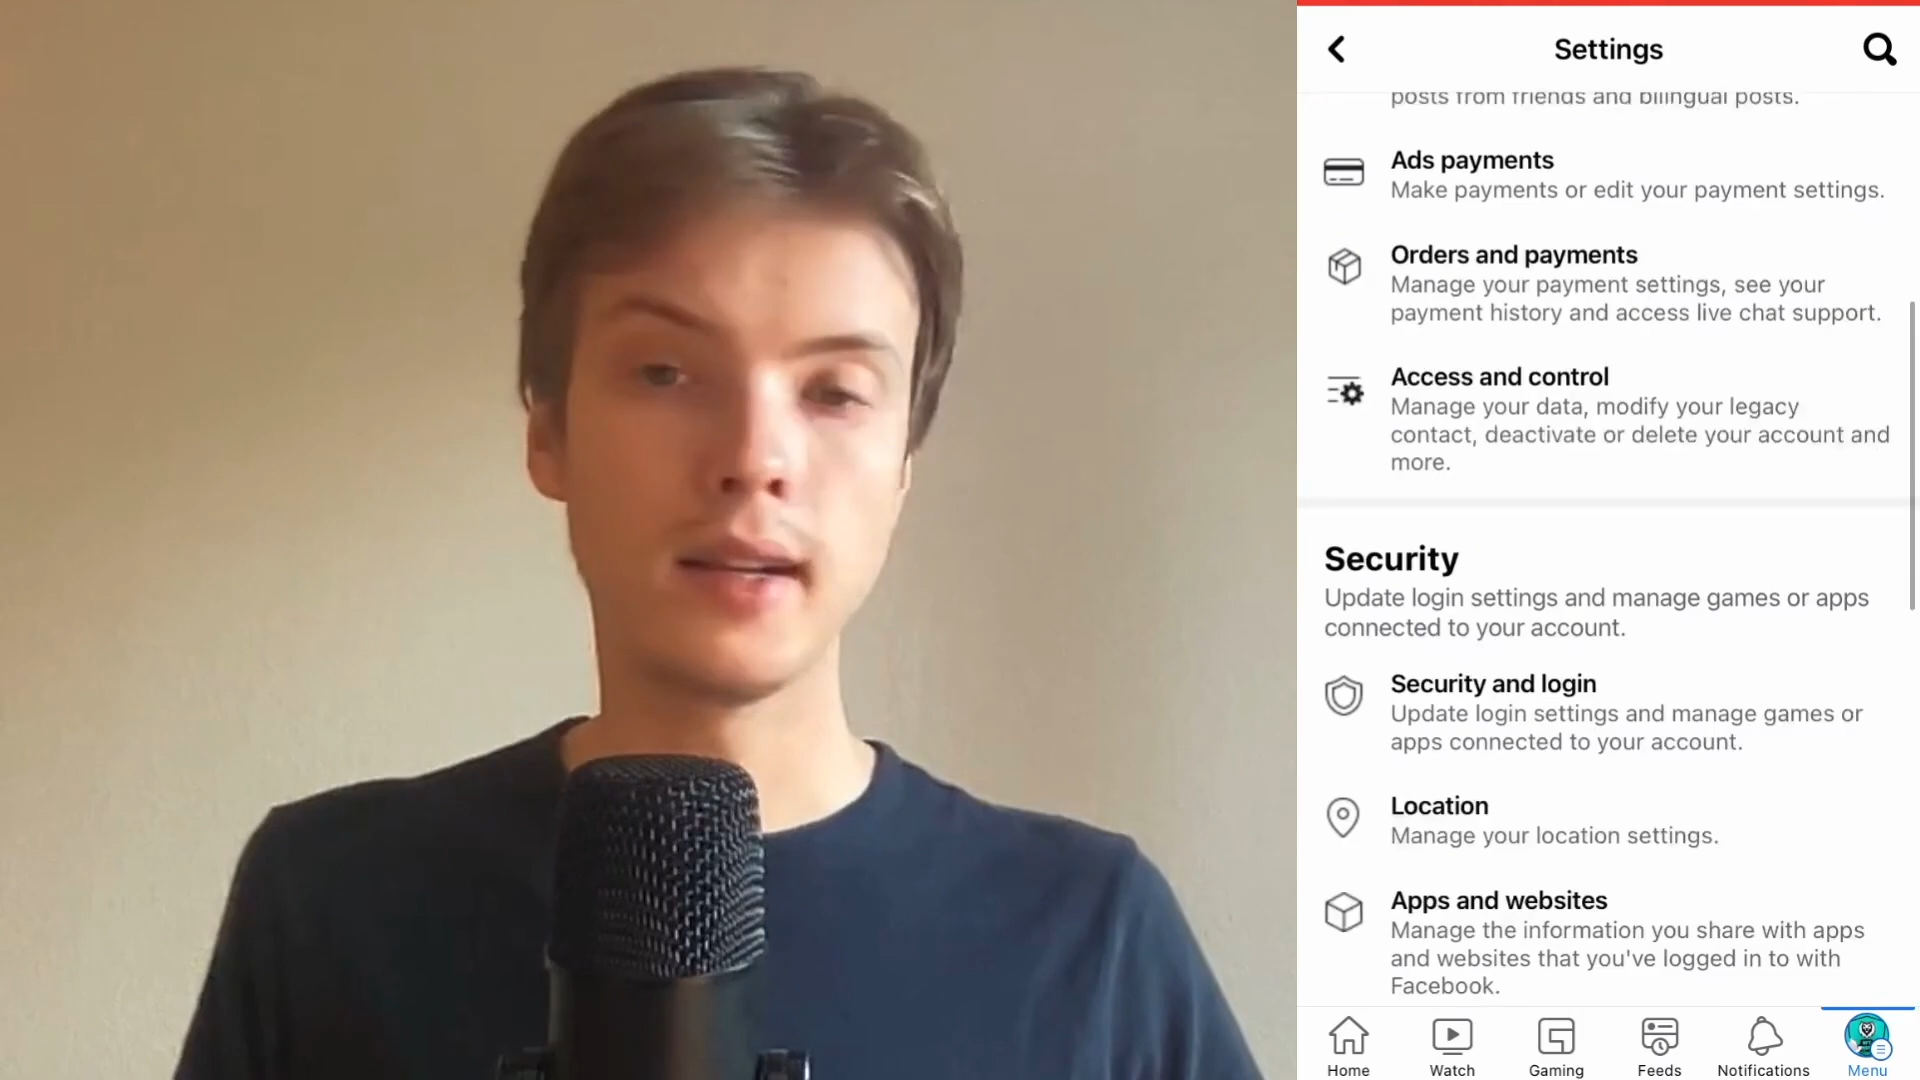 Settings
posts from friends and bilingual posts.
Ads payments
Make payments or edit your payment settings.
Orders and payments
Manage your payment settings, see your
payment history and access live chat support.
Access and control
Manage your data, modify your legacy
contact, deactivate or delete your account and
more.
Security
Update login settings and manage games or apps
connected to your account.
Security and login
Update login settings and manage games or
apps connected to your account.
Location
Manage your location settings.
Apps and websites
Manage the information you share with apps
and websites that you've logged in to with
Facebook.
Home
Watch
Gaming
Feeds
Notifications
Menu